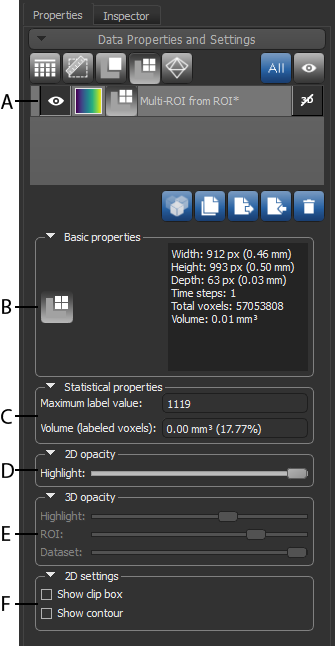 Properties Inspector
Data Properties and Settings
All
A
Multi-ROI from ROI*
Basic properties
Width: 912 px (0.46 mm)
Height: 993 px (0.50 mm)
Depth: 63 px (0.03 mm)
Time steps: 1
Total voxels: 57053808
Volume: 0.01 mm³
B
Statistical properties
Maximum label value: 1119
C
Volume (labeled voxels): 0.00 mm³ (17.77%)
2D opacity
D
Highlight:
3D opacity
Highlight:
E
ROI:
Dataset:
2D settings
F
Show clip box
Show contour